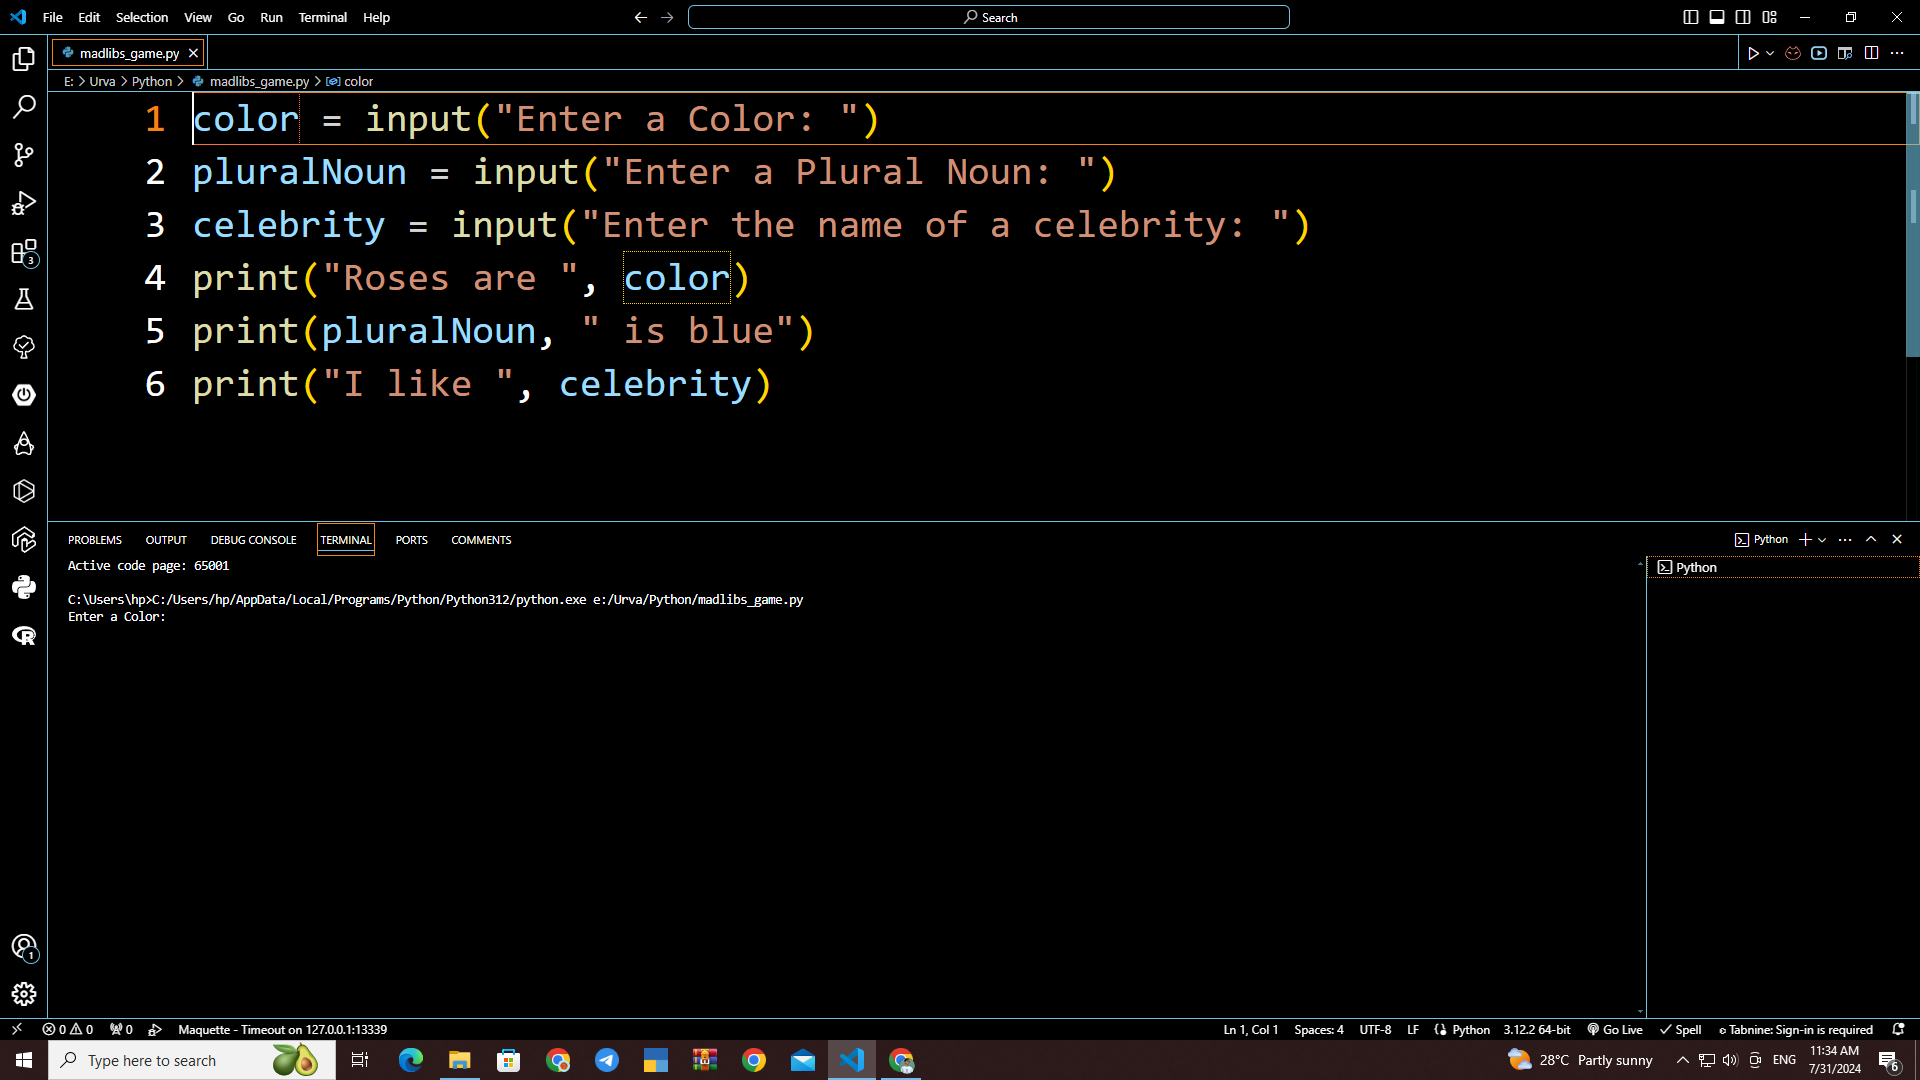 File Edit Selection View Go Run Terminal Help
Search
madlibs_game.py
E: > Urva > Python > madlibs_game.py > color
1 color = input("Enter a Color: ")
2 pluralNoun = input("Enter a Plural Noun: ")
3 celebrity = input("Enter the name of a celebrity: ")
4 print("Roses are ", color)
5 print(pluralNoun, " is blue")
6 print("I like ", celebrity)
3
PROBLEMS OUTPUT DEBUG CONSOLE TERMINAL PORTS COMMENTS
Python
Python
Active code page: 65001
C:\Users\hp>C:/Users/hp/AppData/Local/Programs/Python/Python312/python.exe e:/Urva/Python/madlibs_game.py
Enter a Color:
1
0 0 0 Maquette - Timeout on 127.0.0.1:13339 Ln 1, Col 1 Spaces: 4 UTF-8 LF Python 3.12.2 64-bit Go Live Spell Tabnine: Sign-in is required
Type here to search
28°C Partly sunny
ENG
11:34 AM
7/31/2024
6